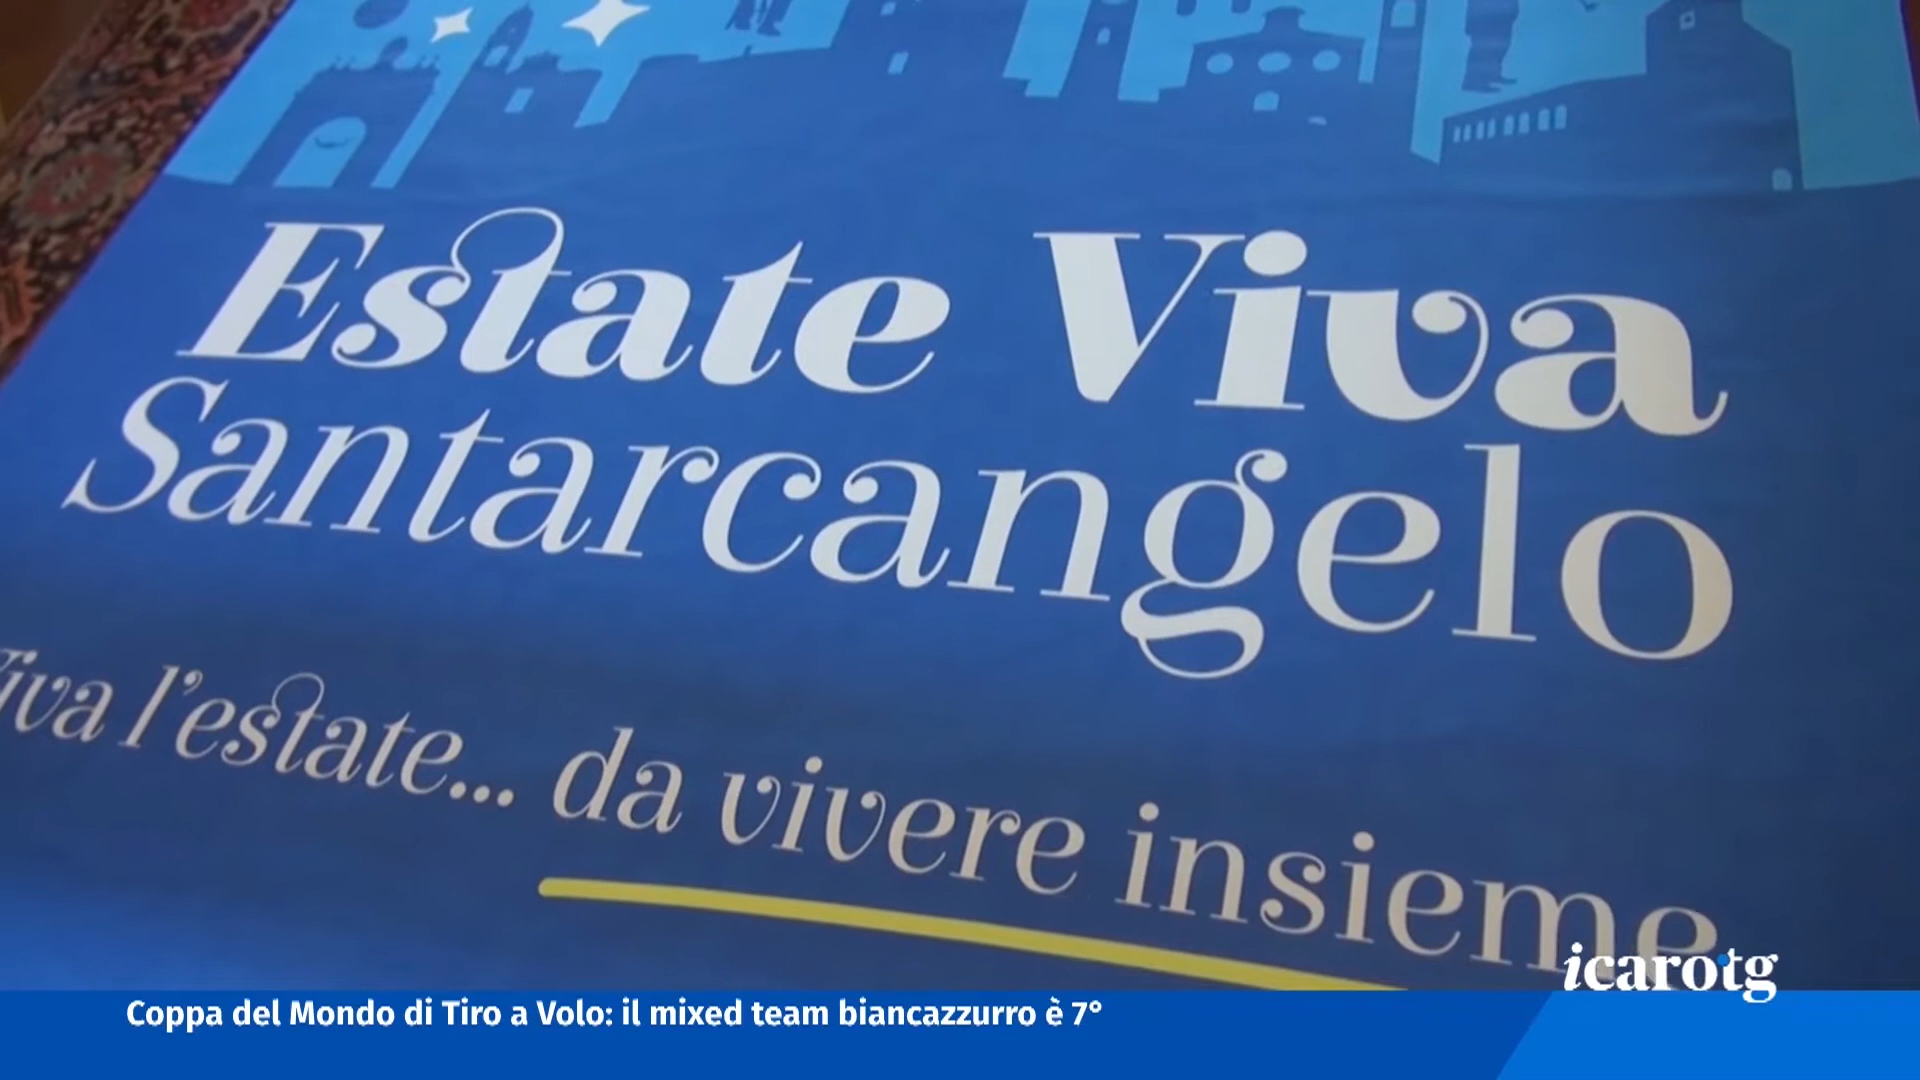 Estate Viva
Santarcangelo
Viva l'estate... da vivere insieme
icarotg
Coppa del Mondo di Tiro a Volo: il mixed team biancazzurro è 7°